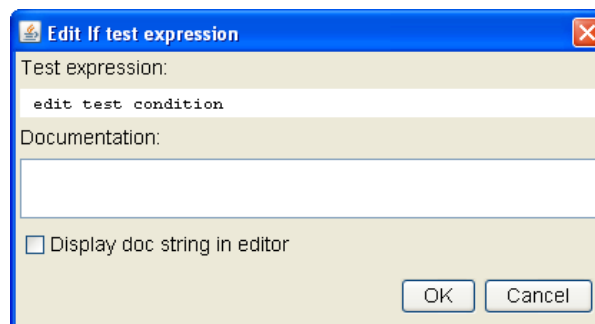 Edit If test expression
Test expression:
edit test condition
Documentation:
Display doc string in editor
OK Cancel